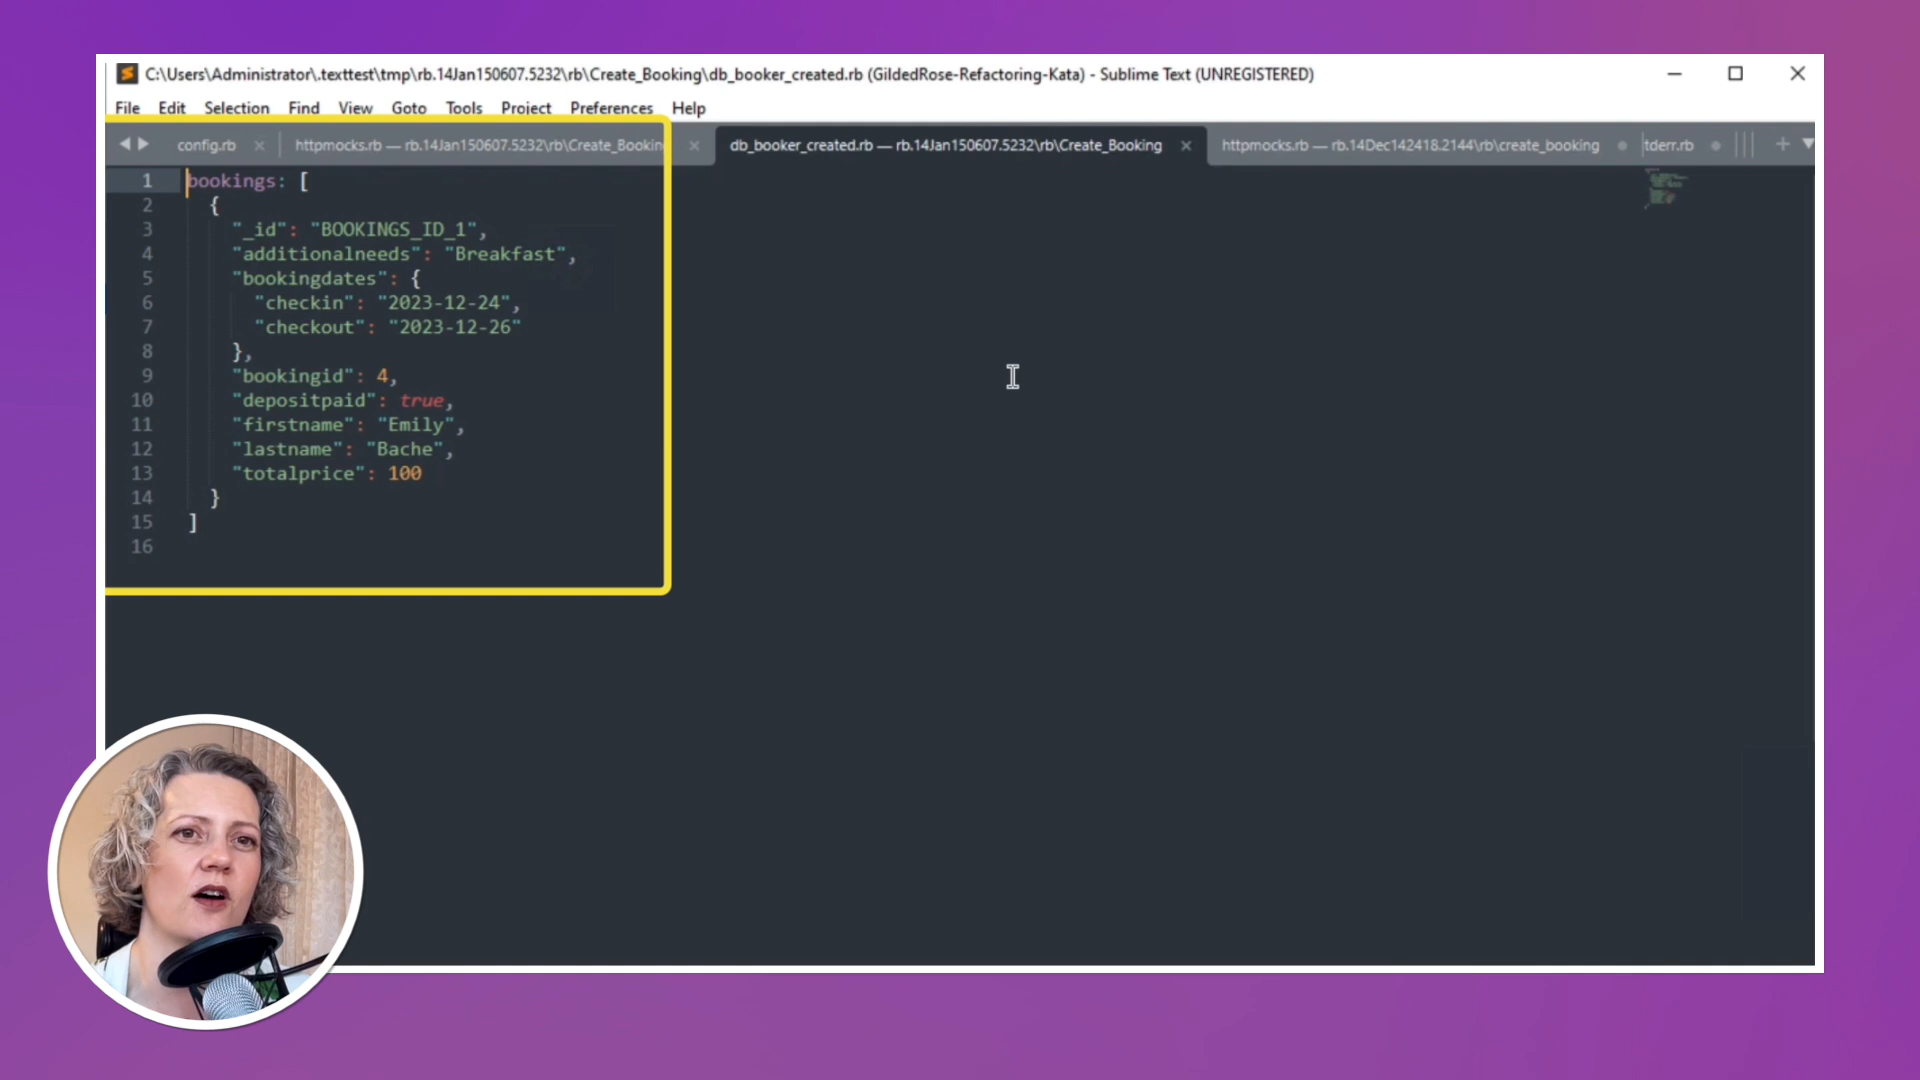 C:\Users\Administrator\.texttest\tmp\rb.14Jan150607.5232\rb\Create_Booking\db_booker_created.rb (GildedRose-Refactoring-Kata) - Sublime Text (UNREGISTERED)
File Edit Selection Find View Goto Tools Project Preferences Help
config.rb httpmocks.rb — rb.14Jan150607.5232\rb\Create_Bookin db_booker_created.rb — rb.14Jan150607.5232\rb\Create_Booking httpmocks.rb — rb.14Dec142418.2144\rb\create_booking tderr.rb
1 bookings: [
2 {
3 "_id": "BOOKINGS_ID_1",
4 "additionalneeds": "Breakfast",
5 "bookingdates": {
6 "checkin": "2023-12-24",
7 "checkout": "2023-12-26"
8 },
9 "bookingid": 4,
10 "depositpaid": true,
11 "firstname": "Emily",
12 "lastname": "Bache",
13 "totalprice": 100
14 }
15 ]
16